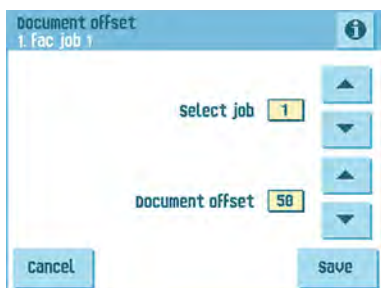 Document offset
1. Fac job 1
Select job 1
Document offset 50
Cancel Save